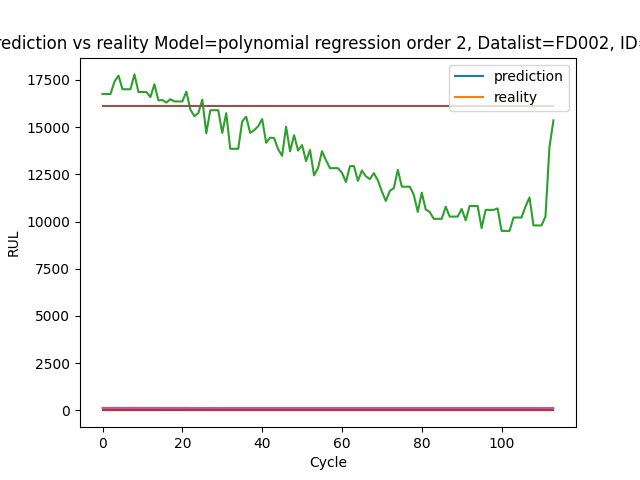 rediction vs reality Model=polynomial regression order 2, Datalist=FD002, ID=
prediction
reality
17500
15000
12500
10000
7500
5000
2500
0
RUL
0 20 40 60 80 100
Cycle